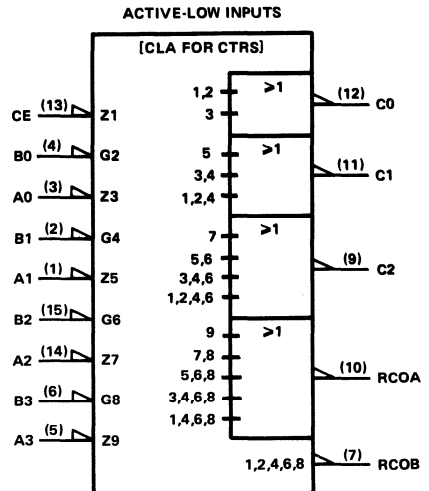 ACTIVE-LOW INPUTS
[CLA FOR CTRS]
CE (13) Z1
B0 (4) G2
A0 (3) Z3
B1 (2) G4
A1 (1) Z5
B2 (15) G6
A2 (14) Z7
B3 (6) G8
A3 (5) Z9
1,2 ⩾1
3
(12) C0
5 ⩾1
3,4
1,2,4
(11) C1
7 ⩾1
5,6
3,4,6
1,2,4,6
(9) C2
9 ⩾1
7,8
5,6,8
3,4,6,8
1,4,6,8
(10) RCOA
1,2,4,6,8 (7) RCOB